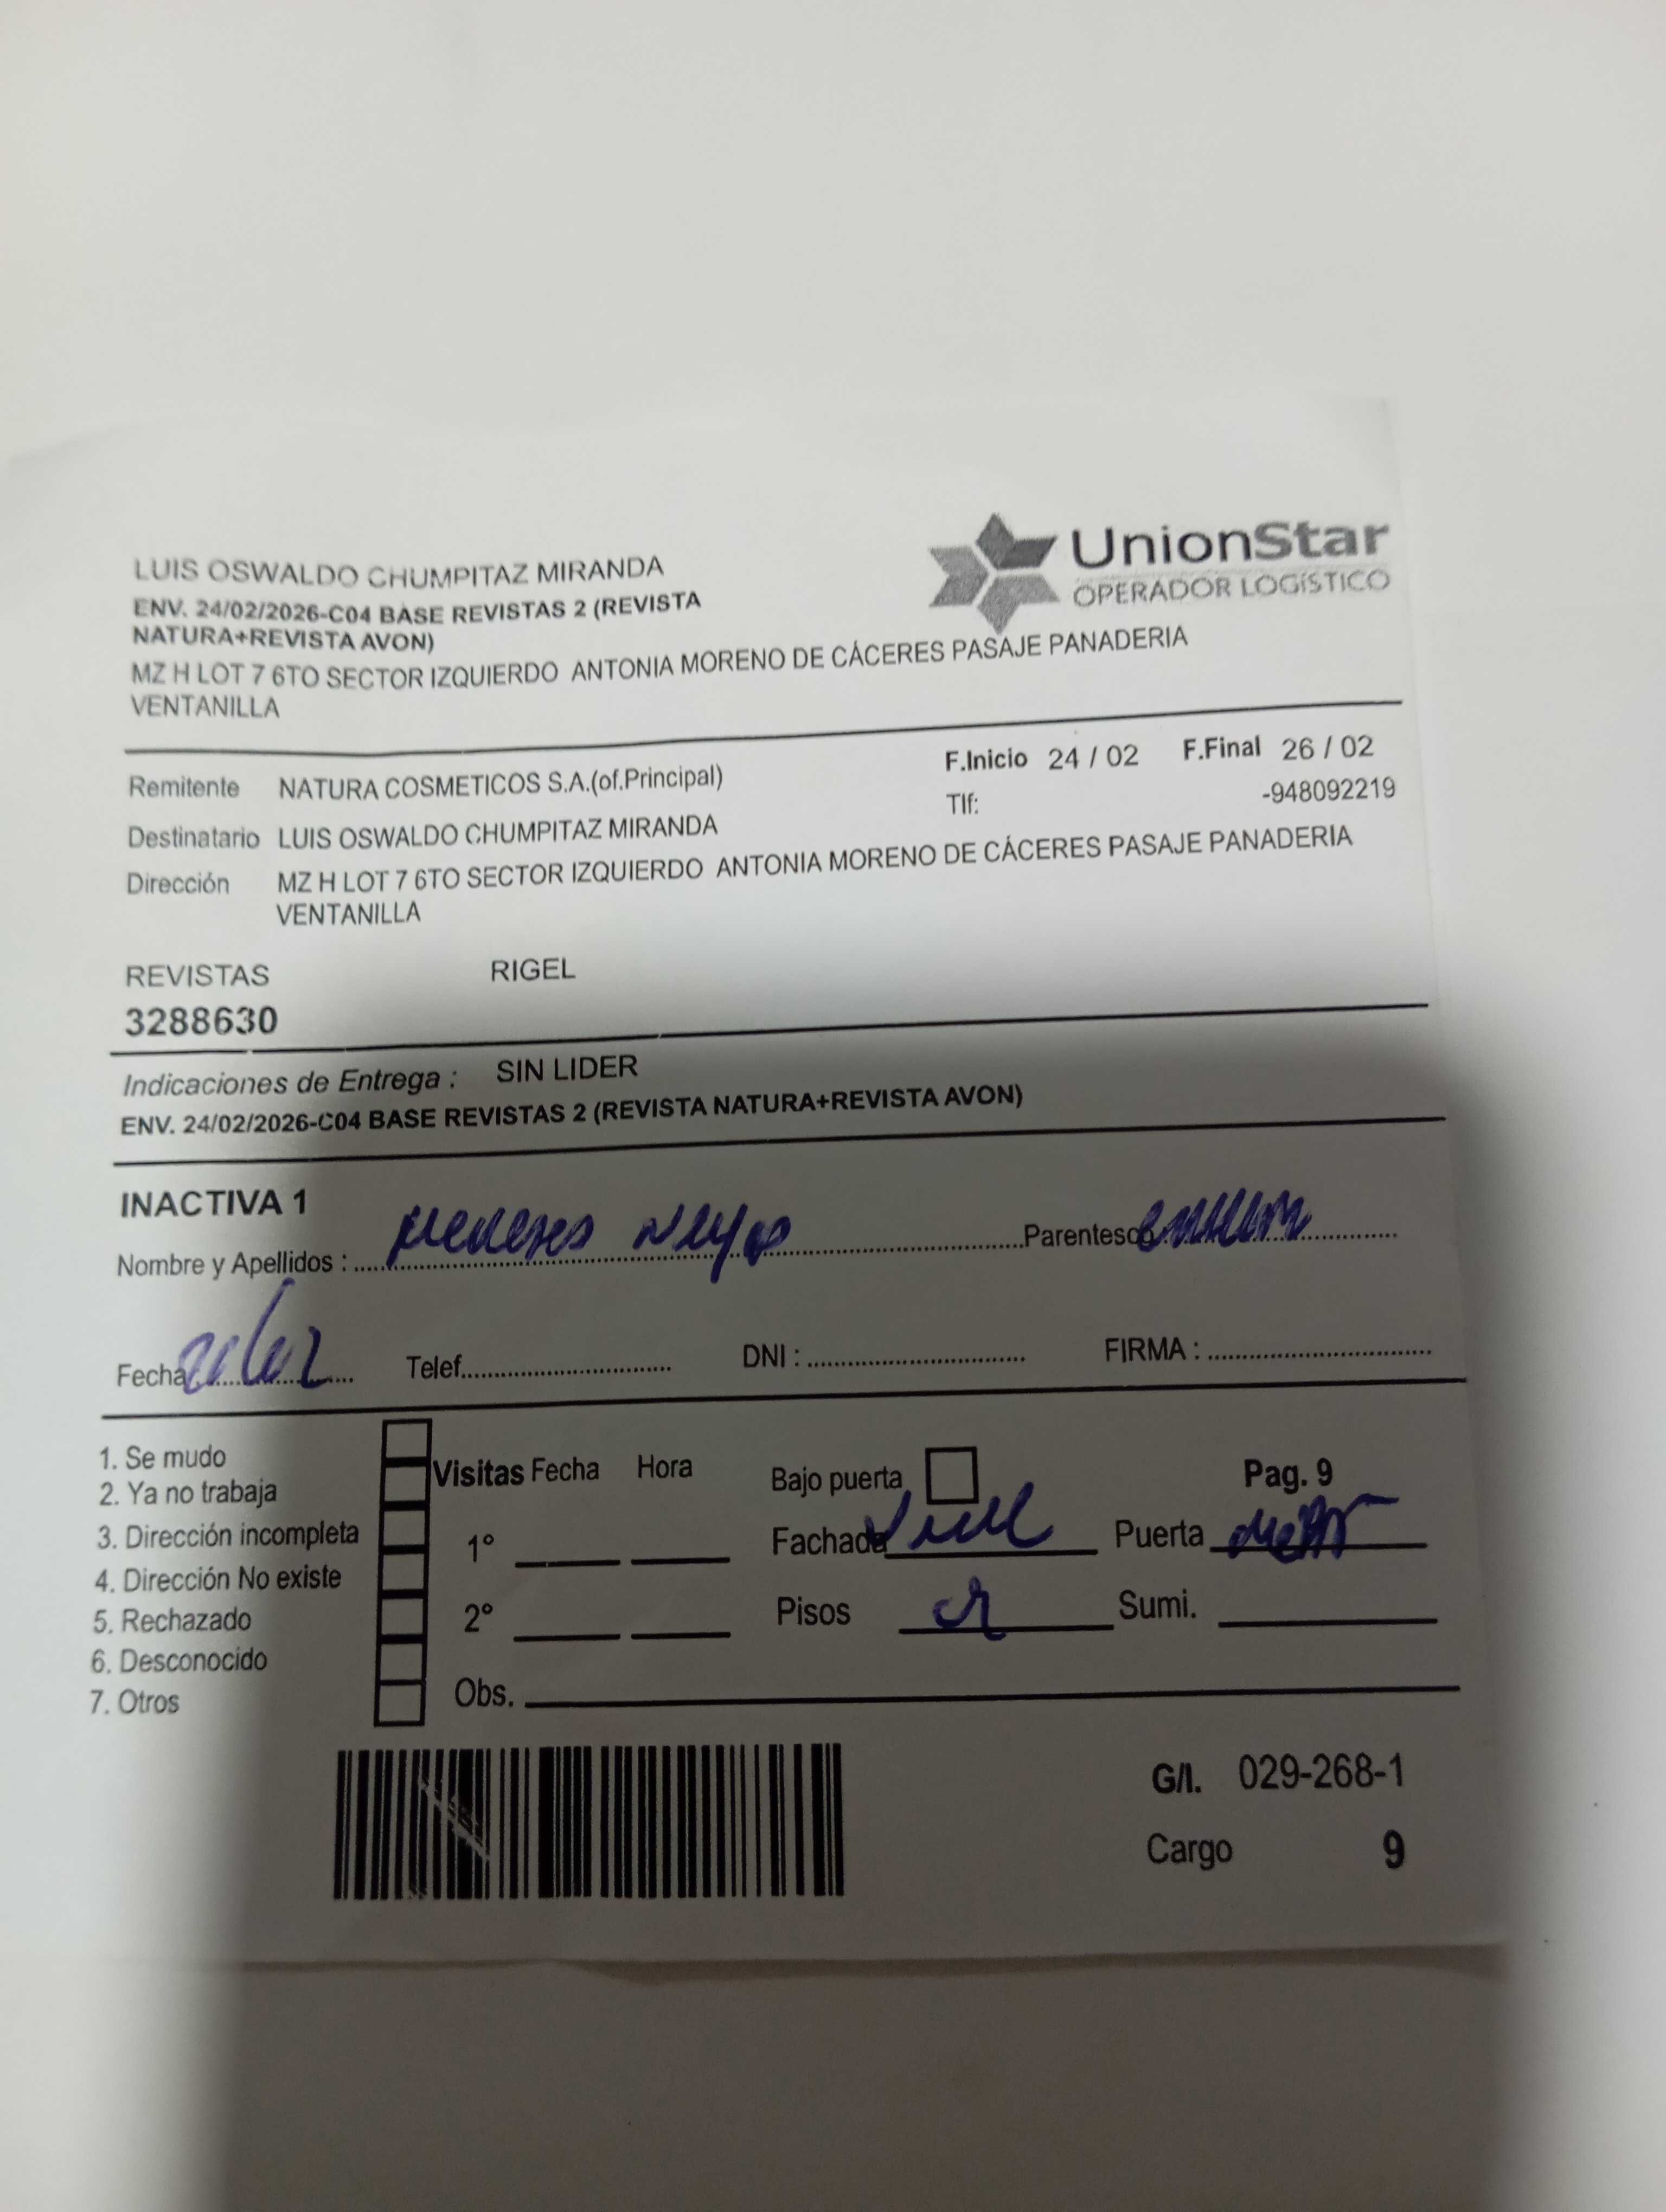 LUIS OSWALDO CHUMPITAZ MIRANDA
UnionStar
OPERADOR LOGÍSTICO
ENV. 24/02/2026-C04 BASE REVISTAS 2 (REVISTA
NATURA+REVISTA AVON)
MZ H LOT 7 6TO SECTOR IZQUIERDO ANTONIA MORENO DE CÁCERES PASAJE PANADERIA
VENTANILLA
F.Inicio 24 / 02 F.Final 26 / 02
Remitente NATURA COSMETICOS S.A.(of.Principal)
Tlf: -948092219
Destinatario LUIS OSWALDO CHUMPITAZ MIRANDA
Dirección MZ H LOT 7 6TO SECTOR IZQUIERDO ANTONIA MORENO DE CÁCERES PASAJE PANADERIA
VENTANILLA
REVISTAS RIGEL
3288630
Indicaciones de Entrega : SIN LIDER
ENV. 24/02/2026-C04 BASE REVISTAS 2 (REVISTA NATURA+REVISTA AVON)
INACTIVA 1
Nombre y Apellidos : Parentesco
Fecha Telef. DNI : FIRMA :
1. Se mudo
2. Ya no trabaja
3. Dirección incompleta
4. Dirección No existe
5. Rechazado
6. Desconocido
7. Otros
Visitas Fecha Hora
1°
2°
Obs.
Bajo puerta Pag. 9
Fachada Puerta
Pisos Sumi.
G/I. 029-268-1
Cargo 9